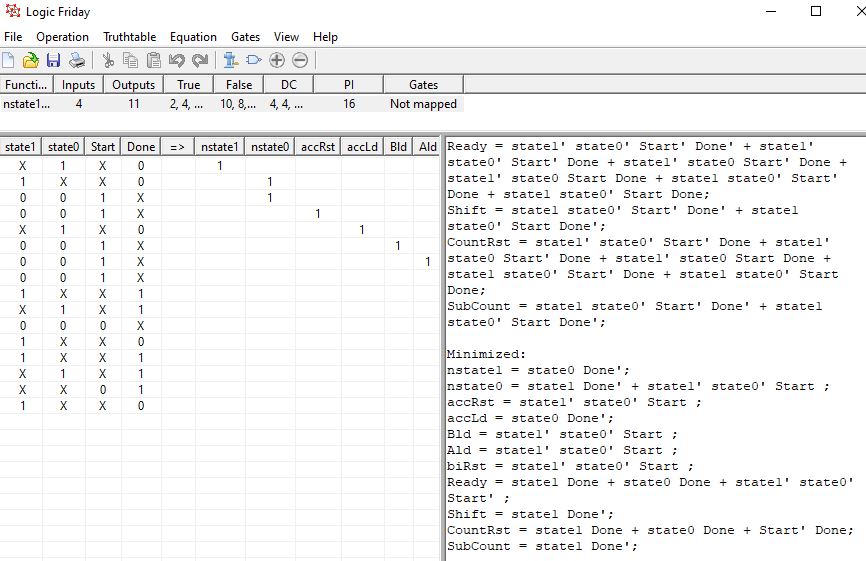 Logic Friday
File Operation Truthtable Equation Gates View Help
Functi... Inputs Outputs True False DC PI Gates
nstate1... 4 11 2, 4, ... 10, 8,... 4, 4, ... 16 Not mapped
state1 state0 Start Done => nstate1 nstate0 accRst accLd Bld Ald
X 1 X 0 1
1 X X 0 1
0 0 1 X 1
0 0 1 X 1
X 1 X 0 1
0 0 1 X 1
0 0 1 X 1
0 0 1 X
1 X X 1
X 1 X 1
0 0 0 X
1 X X 0
1 X X 1
X 1 X 1
X X 0 1
1 X X 0
Ready = state1' state0' Start' Done' + state1'
state0' Start' Done + state1' state0 Start' Done +
state1' state0 Start Done + state1 state0' Start'
Done + state1 state0' Start Done;
Shift = state1 state0' Start' Done' + state1
state0' Start Done';
CountRst = state1' state0' Start' Done + state1'
state0 Start' Done + state1' state0 Start Done +
state1 state0' Start' Done + state1 state0' Start
Done;
SubCount = state1 state0' Start' Done' + state1
state0' Start Done';
Minimized:
nstate1 = state0 Done';
nstate0 = state1 Done' + state1' state0' Start ;
accRst = state1' state0' Start ;
accLd = state0 Done';
Bld = state1' state0' Start ;
Ald = state1' state0' Start ;
biRst = state1' state0' Start ;
Ready = state1 Done + state0 Done + state1' state0'
Start' ;
Shift = state1 Done';
CountRst = state1 Done + state0 Done + Start' Done;
SubCount = state1 Done';